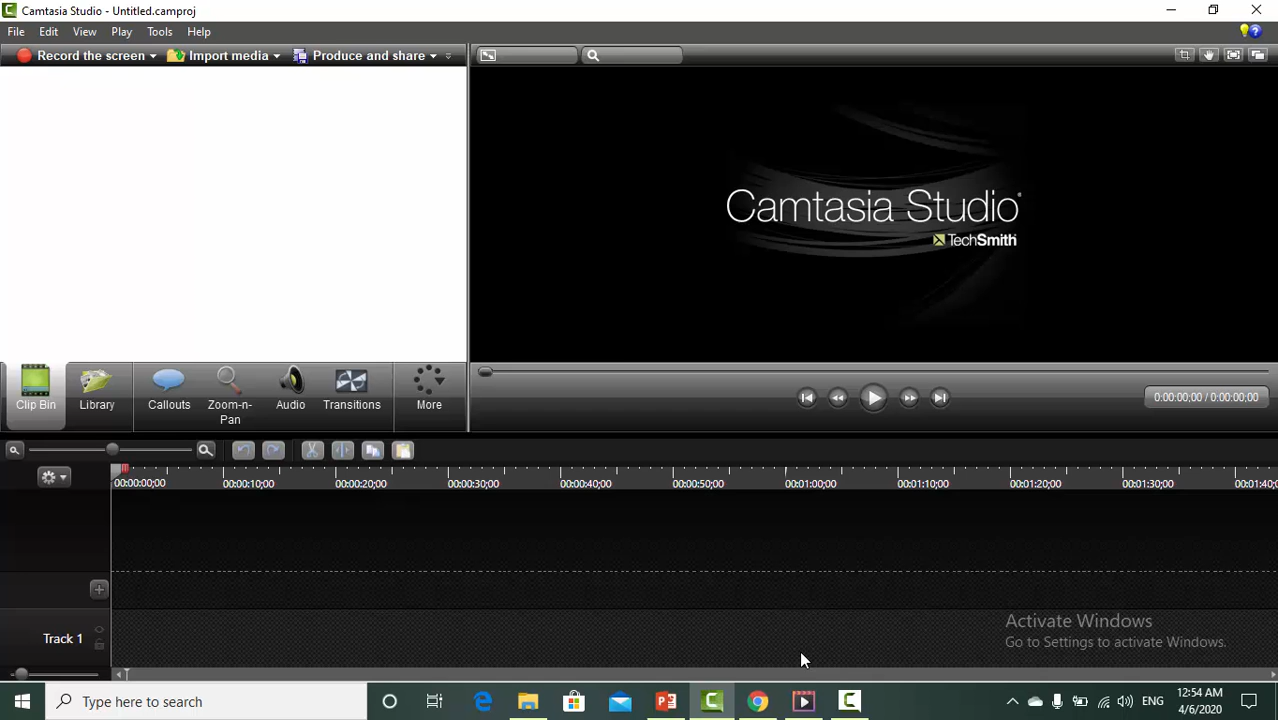 Camtasia Studio - Untitled.camproj
File Edit View Play Tools Help
Record the screen Import media Produce and share
Camtasia Studio®
TechSmith
Clip Bin Library Callouts Zoom-n-Pan Audio Transitions More
0:00:00;00 / 0:00:00;00
00:00:00;00 00:00:10;00 00:00:20;00 00:00:30;00 00:00:40;00 00:00:50;00 00:01:00;00 00:01:10;00 00:01:20;00 00:01:30;00 00:01:40;0
Track 1
Activate Windows
Go to Settings to activate Windows.
Type here to search
ENG
12:54 AM
4/6/2020